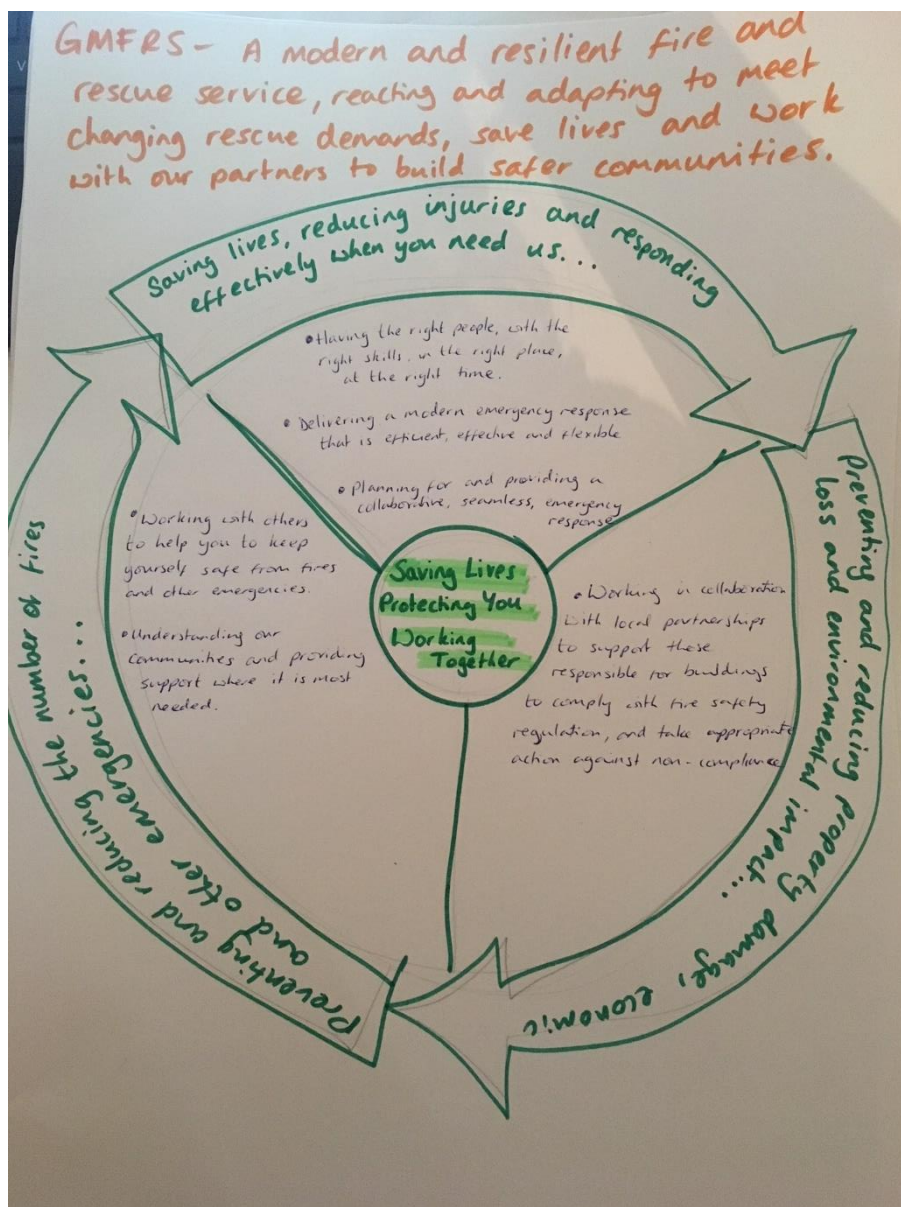 GMFRS - A modern and resilient fire and
rescue service, reacting and adapting to meet
changing rescue demands, save lives and work
with our partners to build safer communities.
Saving lives, reducing injuries and responding
effectively when you need us...
• Having the right people, with the
right skills, in the right place,
at the right time.
• Delivering a modern emergency response
that is efficient, effective and flexible
• Planning for and providing a
collaborative, seamless, emergency
response
Preventing and reducing property damage, economic
loss and environmental impact...
• Working in collaboration
with local partnerships
to support those
responsible for buildings
to comply with fire safety
regulation, and take appropriate
action against non-compliance
Preventing and reducing the number of fires
and other emergencies...
• Working with others
to help you to keep
yourself safe from fires
and other emergencies.
• Understanding our
communities and providing
support where it is most
needed.
Saving Lives
Protecting You
Working
Together